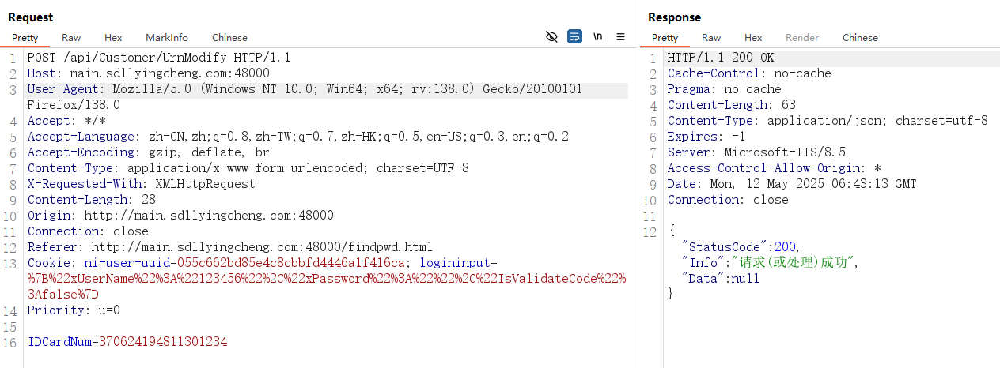 Request
Response
Pretty Raw Hex MarkInfo Chinese \n
Pretty Raw Hex Render Chinese
1 POST /api/Customer/UrnModify HTTP/1.1
2 Host: main.sdllyingcheng.com:48000
3 User-Agent: Mozilla/5.0 (Windows NT 10.0; Win64; x64; rv:138.0) Gecko/20100101
Firefox/138.0
4 Accept: */*
5 Accept-Language: zh-CN,zh;q=0.8,zh-TW;q=0.7,zh-HK;q=0.5,en-US;q=0.3,en;q=0.2
6 Accept-Encoding: gzip, deflate, br
7 Content-Type: application/x-www-form-urlencoded; charset=UTF-8
8 X-Requested-With: XMLHttpRequest
9 Content-Length: 28
10 Origin: http://main.sdllyingcheng.com:48000
11 Connection: close
12 Referer: http://main.sdllyingcheng.com:48000/findpwd.html
13 Cookie: ni-user-uuid=055c662bd85e4c8cbbfd4446a1f416ca; logininput=
%7B%22xUserName%22%3A%22123456%22%2C%22xPassword%22%3A%22%22%2C%22IsValidateCode%22%
3Afalse%7D
14 Priority: u=0
15
16 IDCardNum=370624194811301234
1 HTTP/1.1 200 OK
2 Cache-Control: no-cache
3 Pragma: no-cache
4 Content-Length: 63
5 Content-Type: application/json; charset=utf-8
6 Expires: -1
7 Server: Microsoft-IIS/8.5
8 Access-Control-Allow-Origin: *
9 Date: Mon, 12 May 2025 06:43:13 GMT
10 Connection: close
11
12 {
"StatusCode":200,
"Info":"请求(或处理)成功",
"Data":null
}